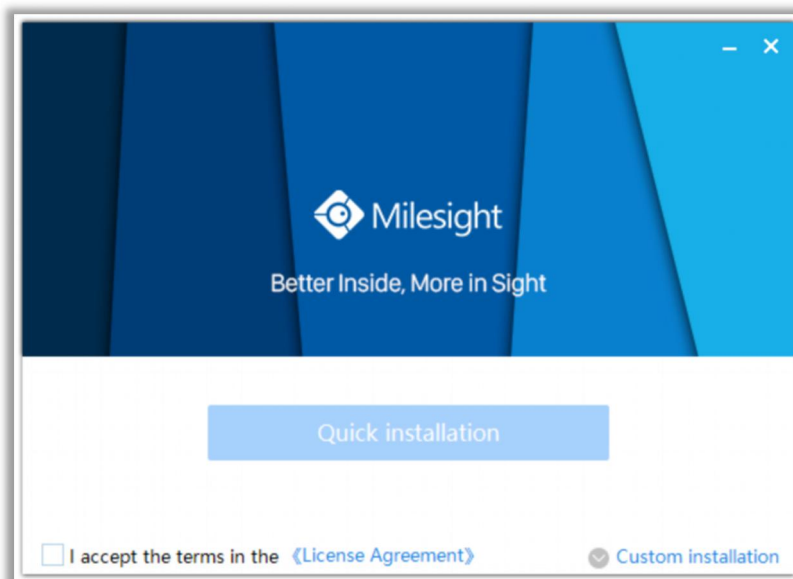 Milesight
Better Inside, More in Sight
Quick installation
I accept the terms in the 《License Agreement》
Custom installation